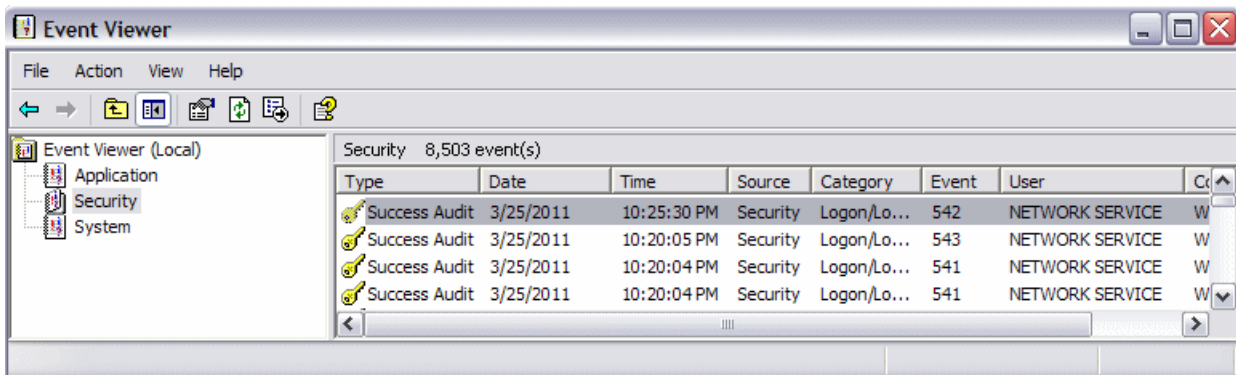 Event Viewer
File Action View Help
Event Viewer (Local)
Application
Security
System
Security 8,503 event(s)
Type Date Time Source Category Event User
Success Audit 3/25/2011 10:25:30 PM Security Logon/Lo... 542 NETWORK SERVICE W
Success Audit 3/25/2011 10:20:05 PM Security Logon/Lo... 543 NETWORK SERVICE W
Success Audit 3/25/2011 10:20:04 PM Security Logon/Lo... 541 NETWORK SERVICE W
Success Audit 3/25/2011 10:20:04 PM Security Logon/Lo... 541 NETWORK SERVICE W